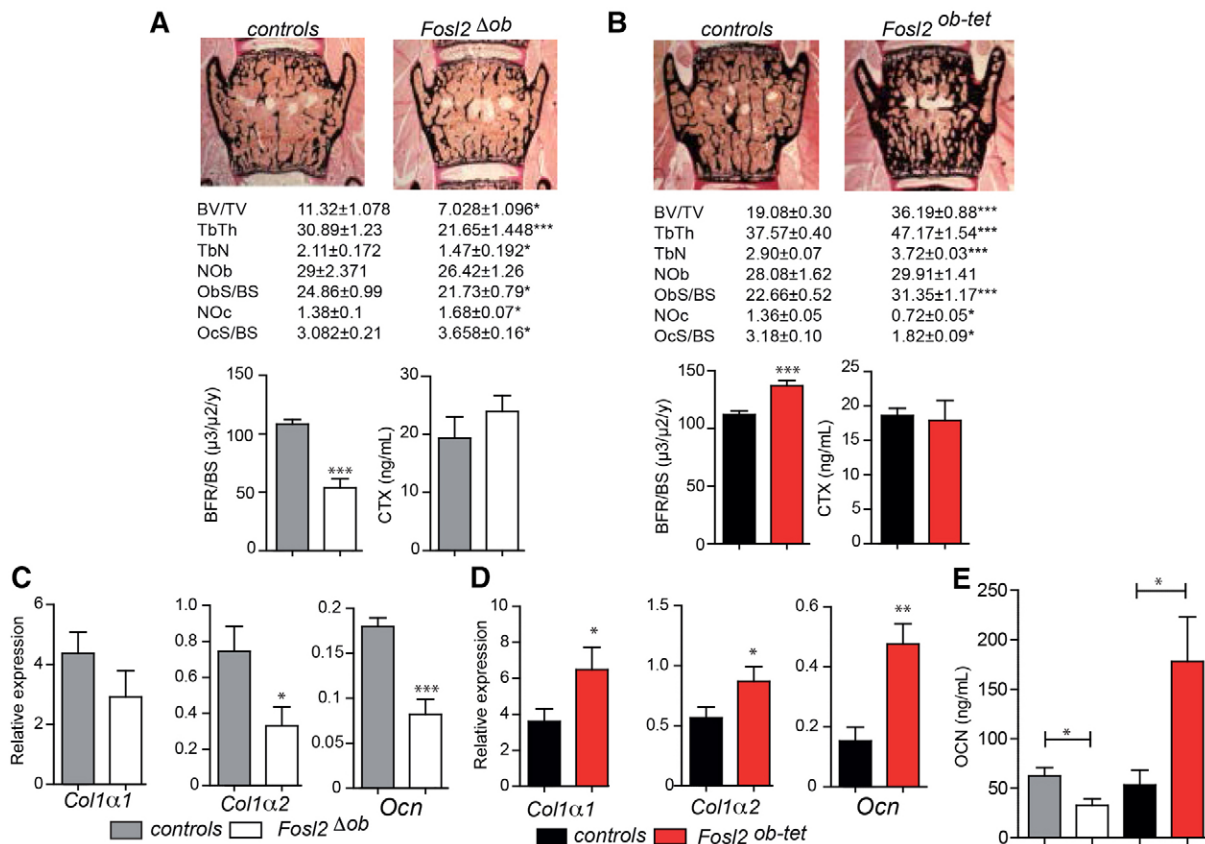 A
controls
Fosl2 Δob
BV/TV 11.32±1.078 7.028±1.096*
TbTh 30.89±1.23 21.65±1.448***
TbN 2.11±0.172 1.47±0.192*
NOb 29±2.371 26.42±1.26
ObS/BS 24.86±0.99 21.73±0.79*
NOc 1.38±0.1 1.68±0.07*
OcS/BS 3.082±0.21 3.658±0.16*
BFR/BS (µ3/µ2/y)
150
100
50
0
***
CTX (ng/mL)
30
20
10
0
B
controls
Fosl2 ob-tet
BV/TV 19.08±0.30 36.19±0.88***
TbTh 37.57±0.40 47.17±1.54***
TbN 2.90±0.07 3.72±0.03***
NOb 28.08±1.62 29.91±1.41
ObS/BS 22.66±0.52 31.35±1.17***
NOc 1.36±0.05 0.72±0.05*
OcS/BS 3.18±0.10 1.82±0.09*
BFR/BS (µ3/µ2/y)
150
100
50
0
***
CTX (ng/mL)
25
20
15
10
5
0
C
Relative expression
6
4
2
0
Col1α1
1.0
0.8
0.6
0.4
0.2
0.0
*
Col1α2
0.2
0.15
0.1
0.05
0
***
Ocn
controls Fosl2 Δob
D
Relative expression
10
8
6
4
2
0
*
Col1α1
1.5
1.0
0.5
0.0
*
Col1α2
0.6
0.4
0.2
0
**
Ocn
controls Fosl2 ob-tet
E
OCN (ng/mL)
250
200
150
100
50
0
*
*